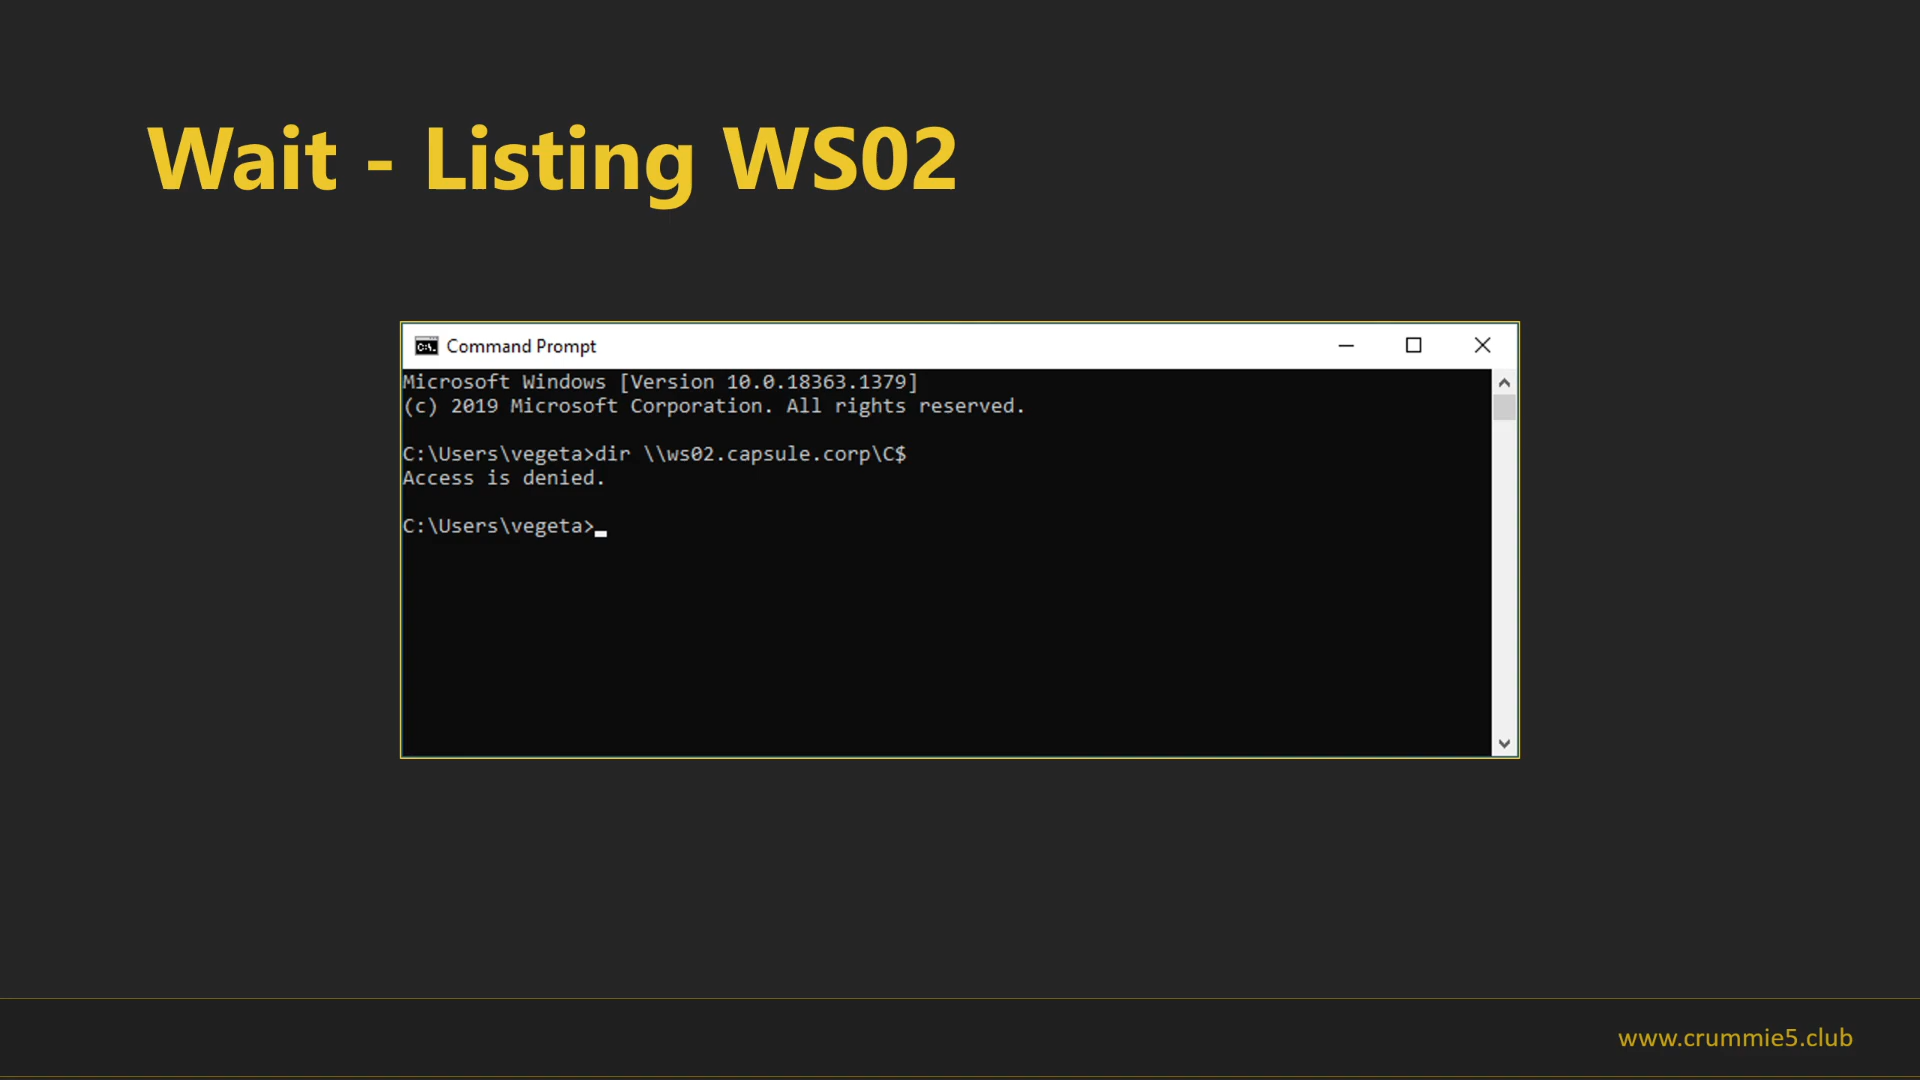 Wait - Listing WS02
Command Prompt
Microsoft Windows [Version 10.0.18363.1379]
(c) 2019 Microsoft Corporation. All rights reserved.
C:\Users\vegeta>dir \\ws02.capsule.corp\C$
Access is denied.
C:\Users\vegeta>
www.crummie5.club